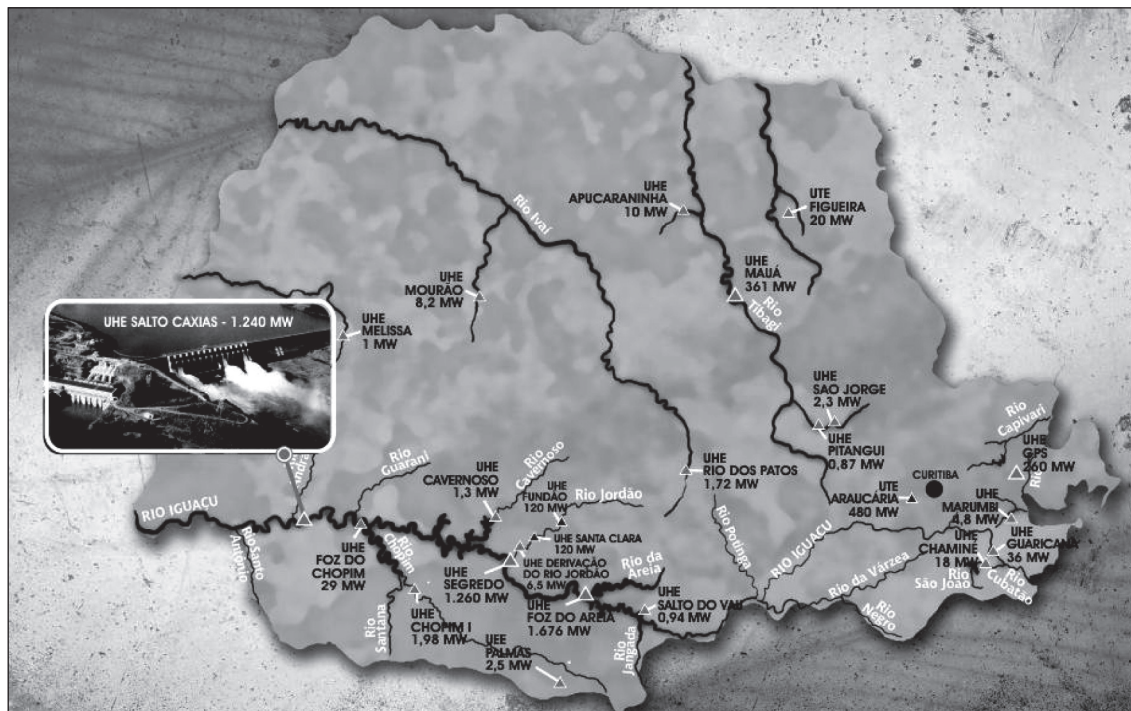 UHE
APUCARANINHA
10 MW
UTE
FIGUEIRA
20 MW
Rio Ivaí
UHE
MOURÃO
8,2 MW
UHE
MAUÁ
361 MW
Rio
Tibagi
UHE SALTO CAXIAS - 1.240 MW
UHE
MELISSA
1 MW
UHE
SAO JORGE
2,3 MW
UHE
PITANGUI
0,87 MW
Rio
Capivari
UHE
GPS
260 MW
UHE
RIO DOS PATOS
1,72 MW
CURITIBA
UTE
ARAUCÁRIA
480 MW
UHE
MARUMBI
4,8 MW
UHE
GUARICANA
36 MW
UHE
CHAMINE
18 MW
Rio
São João
Rio
Cubatão
Rio
Guarani
UHE
CAVERNOSO
1,3 MW
Rio
Cavernoso
UHE
FUNDÃO
120 MW
Rio Jordão
UHE SANTA CLARA
120 MW
UHE DERIVAÇÃO
DO RIO JORDÃO
6,5 MW
Rio da
Areia
RIO IGUAÇU
Rio Santo
Antônio
UHE
FOZ DO
CHOPIM
29 MW
Rio
Chopim
UHE
SEGREDO
1.260 MW
UHE
FOZ DO AREIA
1.676 MW
UHE
SALTO DO VAU
0,94 MW
Rio Potinga
RIO IGUAÇU
Rio da Várzea
Rio
Negro
Rio
Santana
UHE
CHOPIM I
1,98 MW
UEE
PALMAS
2,5 MW
Rio
Jangada